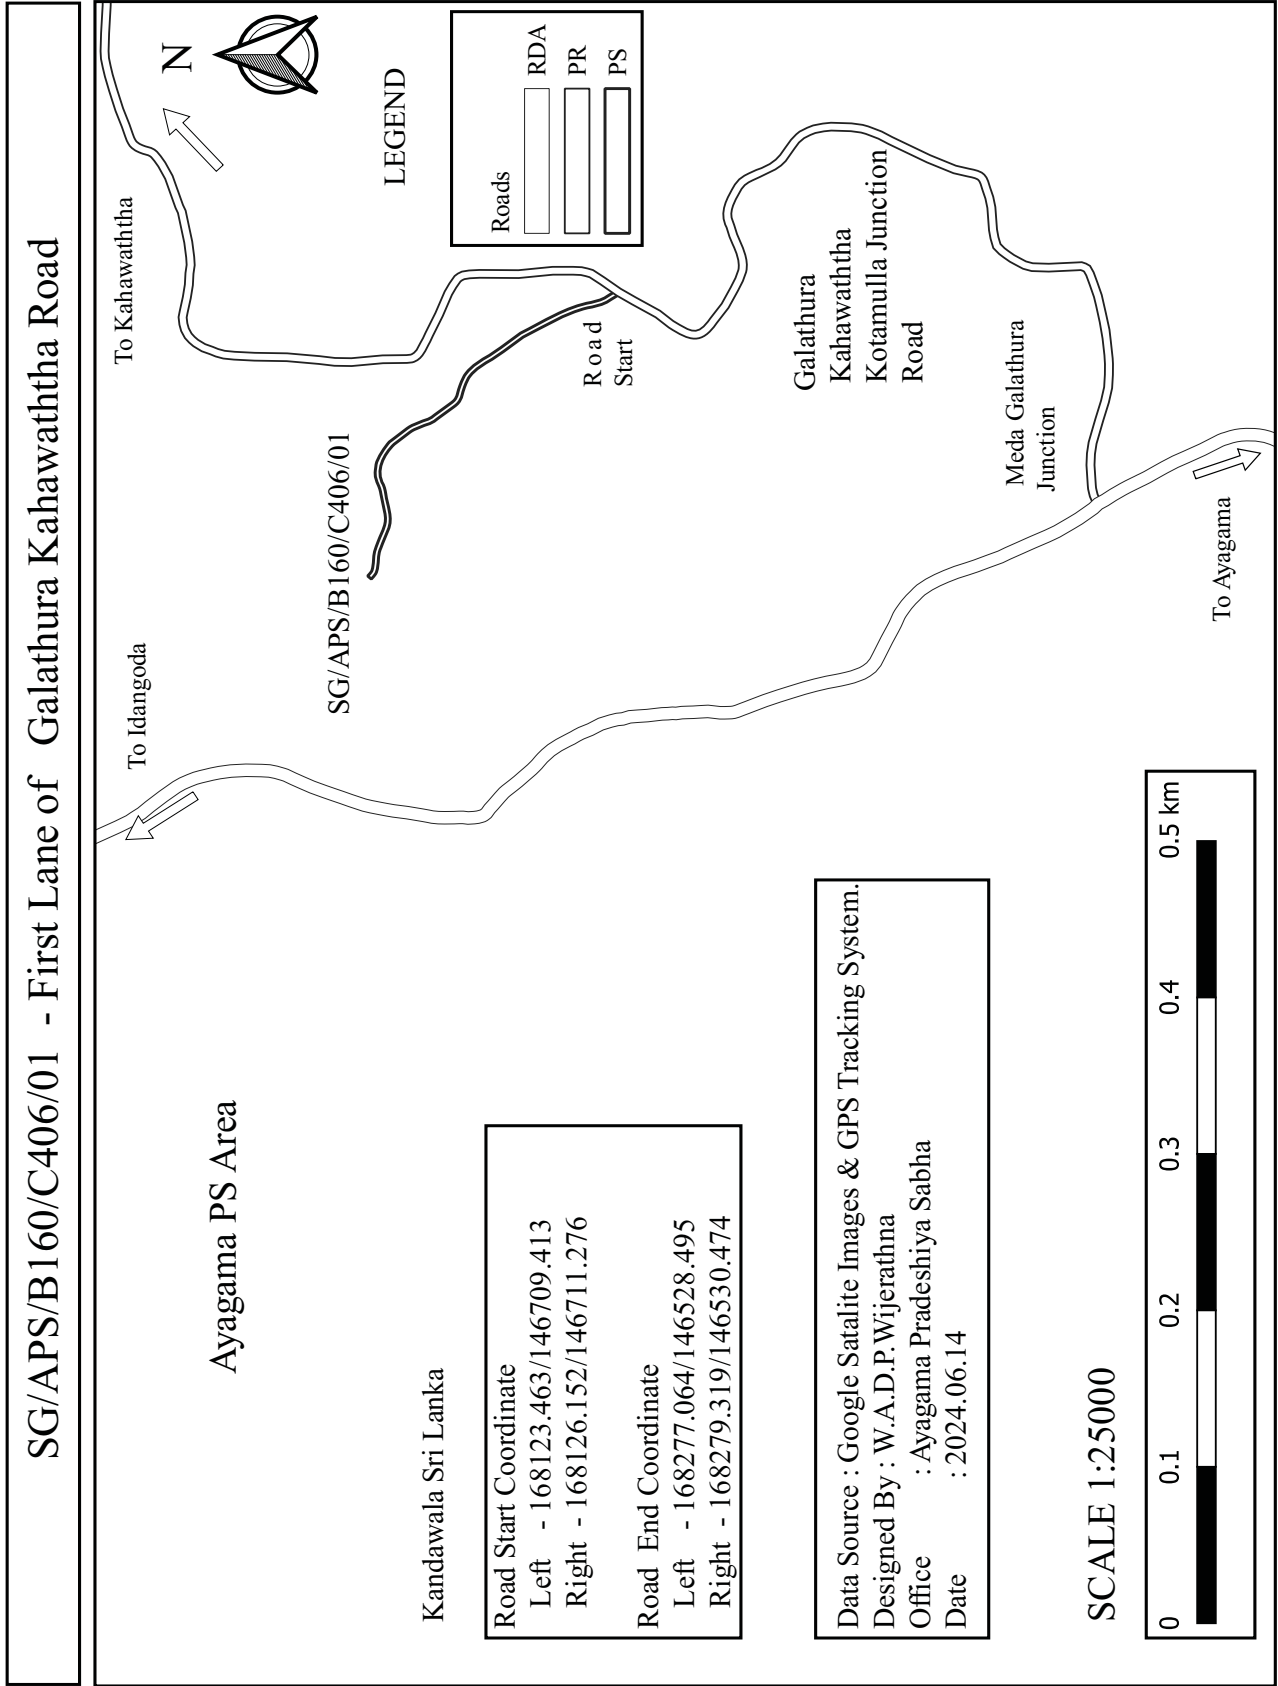 SG/APS/B160/C406/01 - First Lane of Galathura Kahawaththa Road
Ayagama PS Area
To Idangoda
To Kahawaththa
N
Kandawala Sri Lanka
SG/APS/B160/C406/01
LEGEND
Roads
RDA
PR
PS
Road Start Coordinate
Left - 168123.463/146709.413
Right - 168126.152/146711.276
Road End Coordinate
Left - 168277.064/146528.495
Right - 168279.319/146530.474
Road
Start
Galathura
Kahawaththa
Kotamulla Junction
Road
Data Source : Google Satalite Images & GPS Tracking System.
Designed By : W.A.D.P.Wijerathna
Office : Ayagama Pradeshiya Sabha
Date : 2024.06.14
Meda Galathura
Junction
To Ayagama
SCALE 1:25000
0 0.1 0.2 0.3 0.4 0.5 km